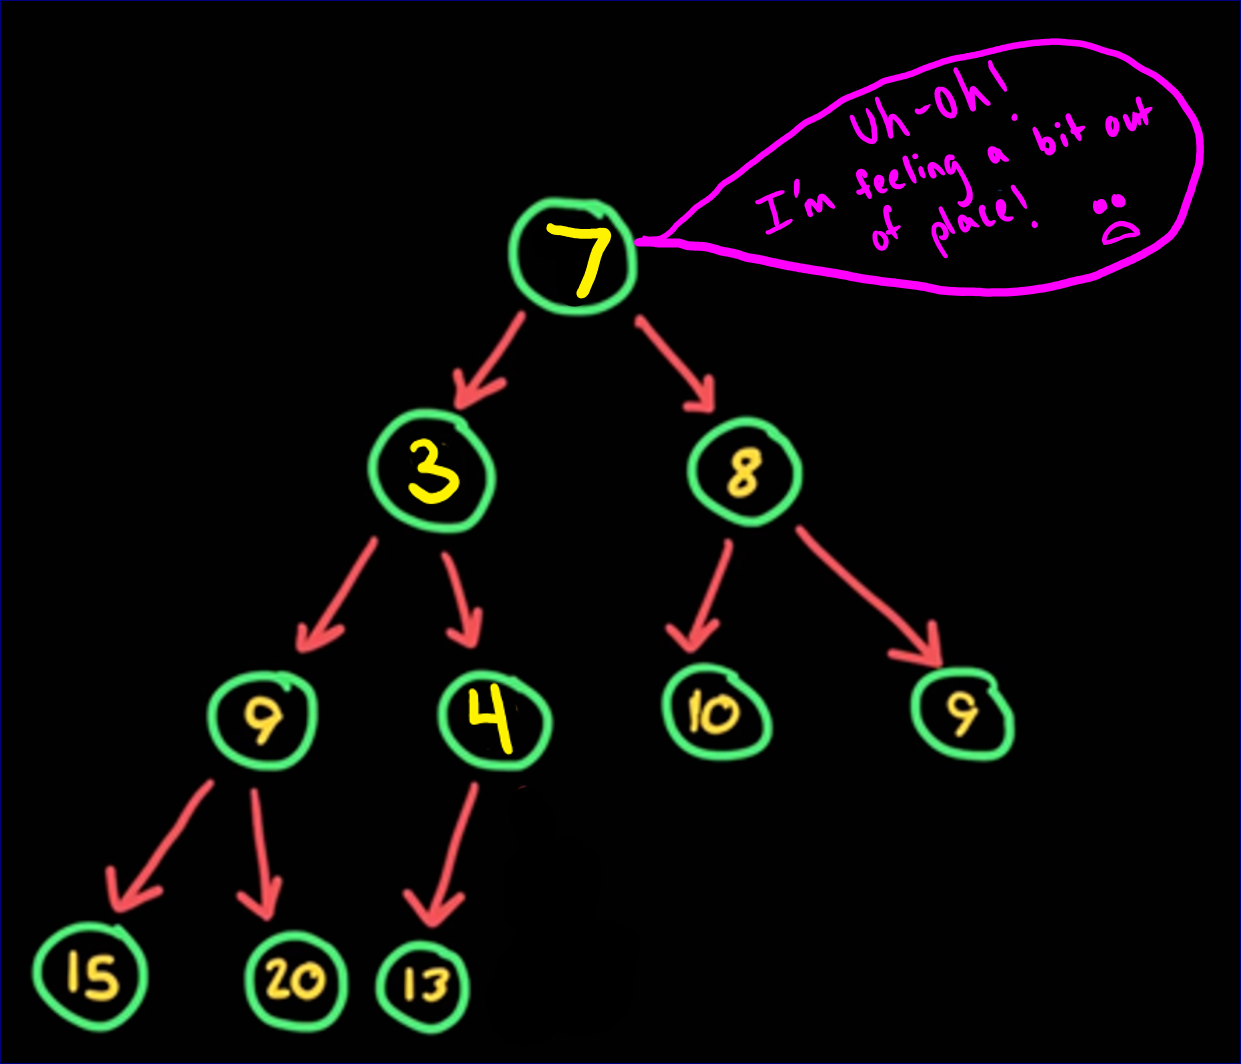 Uh-Oh!
I'm feeling a bit out
of place!
7
3 8
9 4 10 9
15 20 13